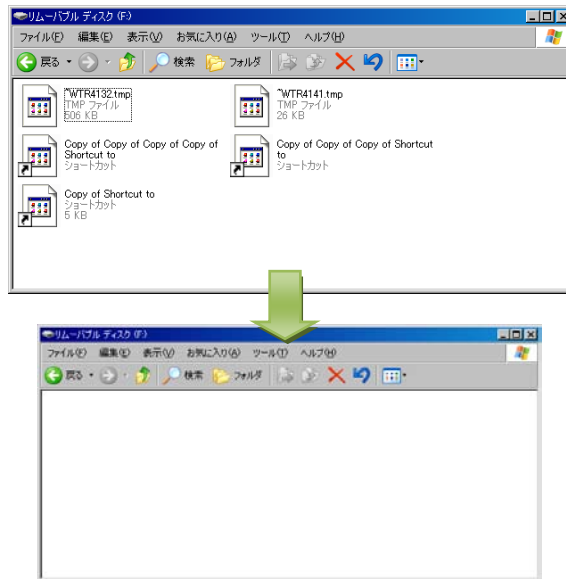 リムーバブル ディスク (F:)
ファイル(F) 編集(E) 表示(V) お気に入り(A) ツール(T) ヘルプ(H)
戻る 検索 フォルダ
~WTR4132.tmp
TMP ファイル
506 KB
~WTR4141.tmp
TMP ファイル
26 KB
Copy of Copy of Copy of Copy of
Shortcut to
ショートカット
Copy of Copy of Copy of Shortcut
to
ショートカット
Copy of Shortcut to
ショートカット
5 KB
リムーバブル ディスク (F:)
ファイル(F) 編集(E) 表示(V) お気に入り(A) ツール(T) ヘルプ(H)
戻る 検索 フォルダ